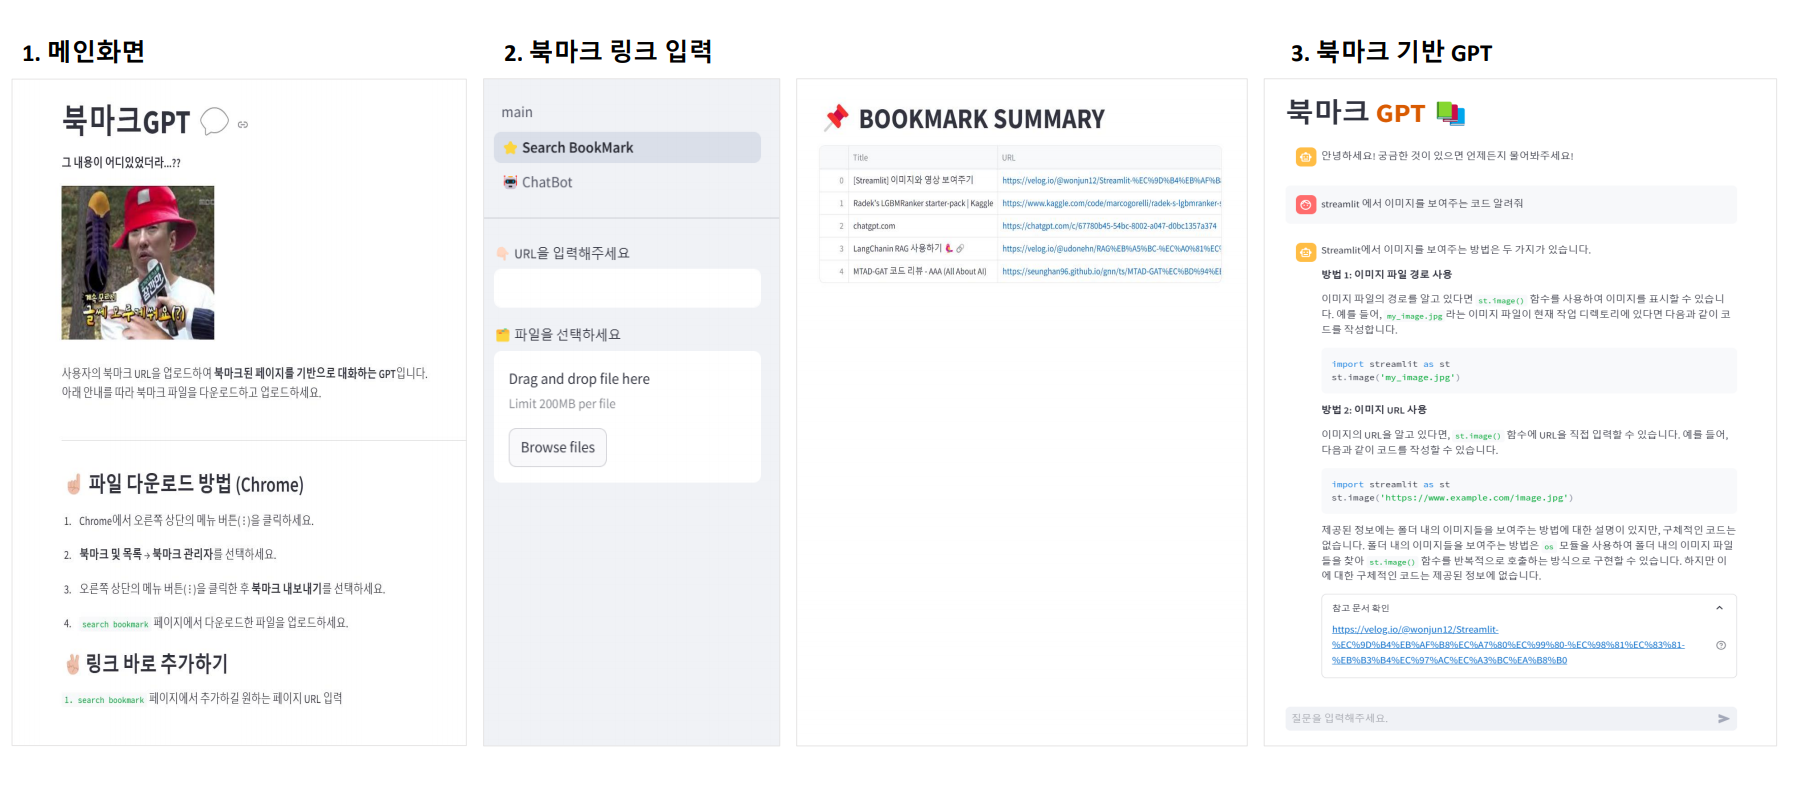 1. 메인화면
북마크GPT
그 내용이 어디있었더라...??
계속 모르면
글쎄 모루게써요(?)
사용자의 북마크 URL을 업로드하여 북마크된 페이지를 기반으로 대화하는 GPT입니다.
아래 안내를 따라 북마크 파일을 다운로드하고 업로드하세요.
파일 다운로드 방법 (Chrome)
1. Chrome에서 오른쪽 상단의 메뉴 버튼(⋮)을 클릭하세요.
2. 북마크 및 목록 → 북마크 관리자를 선택하세요.
3. 오른쪽 상단의 메뉴 버튼(⋮)을 클릭한 후 북마크 내보내기를 선택하세요.
4. search bookmark 페이지에서 다운로드한 파일을 업로드하세요.
링크 바로 추가하기
1. search bookmark 페이지에서 추가하길 원하는 페이지 URL 입력
2. 북마크 링크 입력
main
Search BookMark
ChatBot
URL을 입력해주세요
파일을 선택하세요
Drag and drop file here
Limit 200MB per file
Browse files
BOOKMARK SUMMARY
Title URL
0 [Streamlit] 이미지와 영상 보여주기 https://velog.io/@wonjun12/Streamlit-%EC%9D%B4%EB%AF%B
1 Radek's LGBMRanker starter-pack | Kaggle https://www.kaggle.com/code/marcogorelli/radek-s-lgbmranker-s
2 chatgpt.com https://chatgpt.com/c/67780b45-54bc-8002-a047-d0bc1357a374
3 LangChanin RAG 사용하기 https://velog.io/@udonehn/RAG%EB%A5%BC-%EC%A0%81%EC%
4 MTAD-GAT 코드 리뷰 - AAA (All About AI) https://seunghan96.github.io/gnn/ts/MTAD-GAT%EC%BD%94%EB
3. 북마크 기반 GPT
북마크 GPT
안녕하세요! 궁금한 것이 있으면 언제든지 물어봐주세요!
streamlit 에서 이미지를 보여주는 코드 알려줘
Streamlit에서 이미지를 보여주는 방법은 두 가지가 있습니다.
방법 1: 이미지 파일 경로 사용
이미지 파일의 경로를 알고 있다면 st.image() 함수를 사용하여 이미지를 표시할 수 있습니
다. 예를 들어, my_image.jpg 라는 이미지 파일이 현재 작업 디렉토리에 있다면 다음과 같이 코
드를 작성합니다.
import streamlit as st
st.image('my_image.jpg')
방법 2: 이미지 URL 사용
이미지의 URL을 알고 있다면, st.image() 함수에 URL을 직접 입력할 수 있습니다. 예를 들어,
다음과 같이 코드를 작성할 수 있습니다.
import streamlit as st
st.image('https://www.example.com/image.jpg')
제공된 정보에는 폴더 내의 이미지들을 보여주는 방법에 대한 설명이 있지만, 구체적인 코드는
없습니다. 폴더 내의 이미지들을 보여주는 방법은 os 모듈을 사용하여 폴더 내의 이미지 파일
들을 찾아 st.image() 함수를 반복적으로 호출하는 방식으로 구현할 수 있습니다. 하지만 이
에 대한 구체적인 코드는 제공된 정보에 없습니다.
참고 문서 확인
https://velog.io/@wonjun12/Streamlit-
%EC%9D%B4%EB%AF%B8%EC%A7%80%EC%99%80-%EC%98%81%EC%83%81-
%EB%B3%B4%EC%97%AC%EC%A3%BC%EA%B8%B0
질문을 입력해주세요.